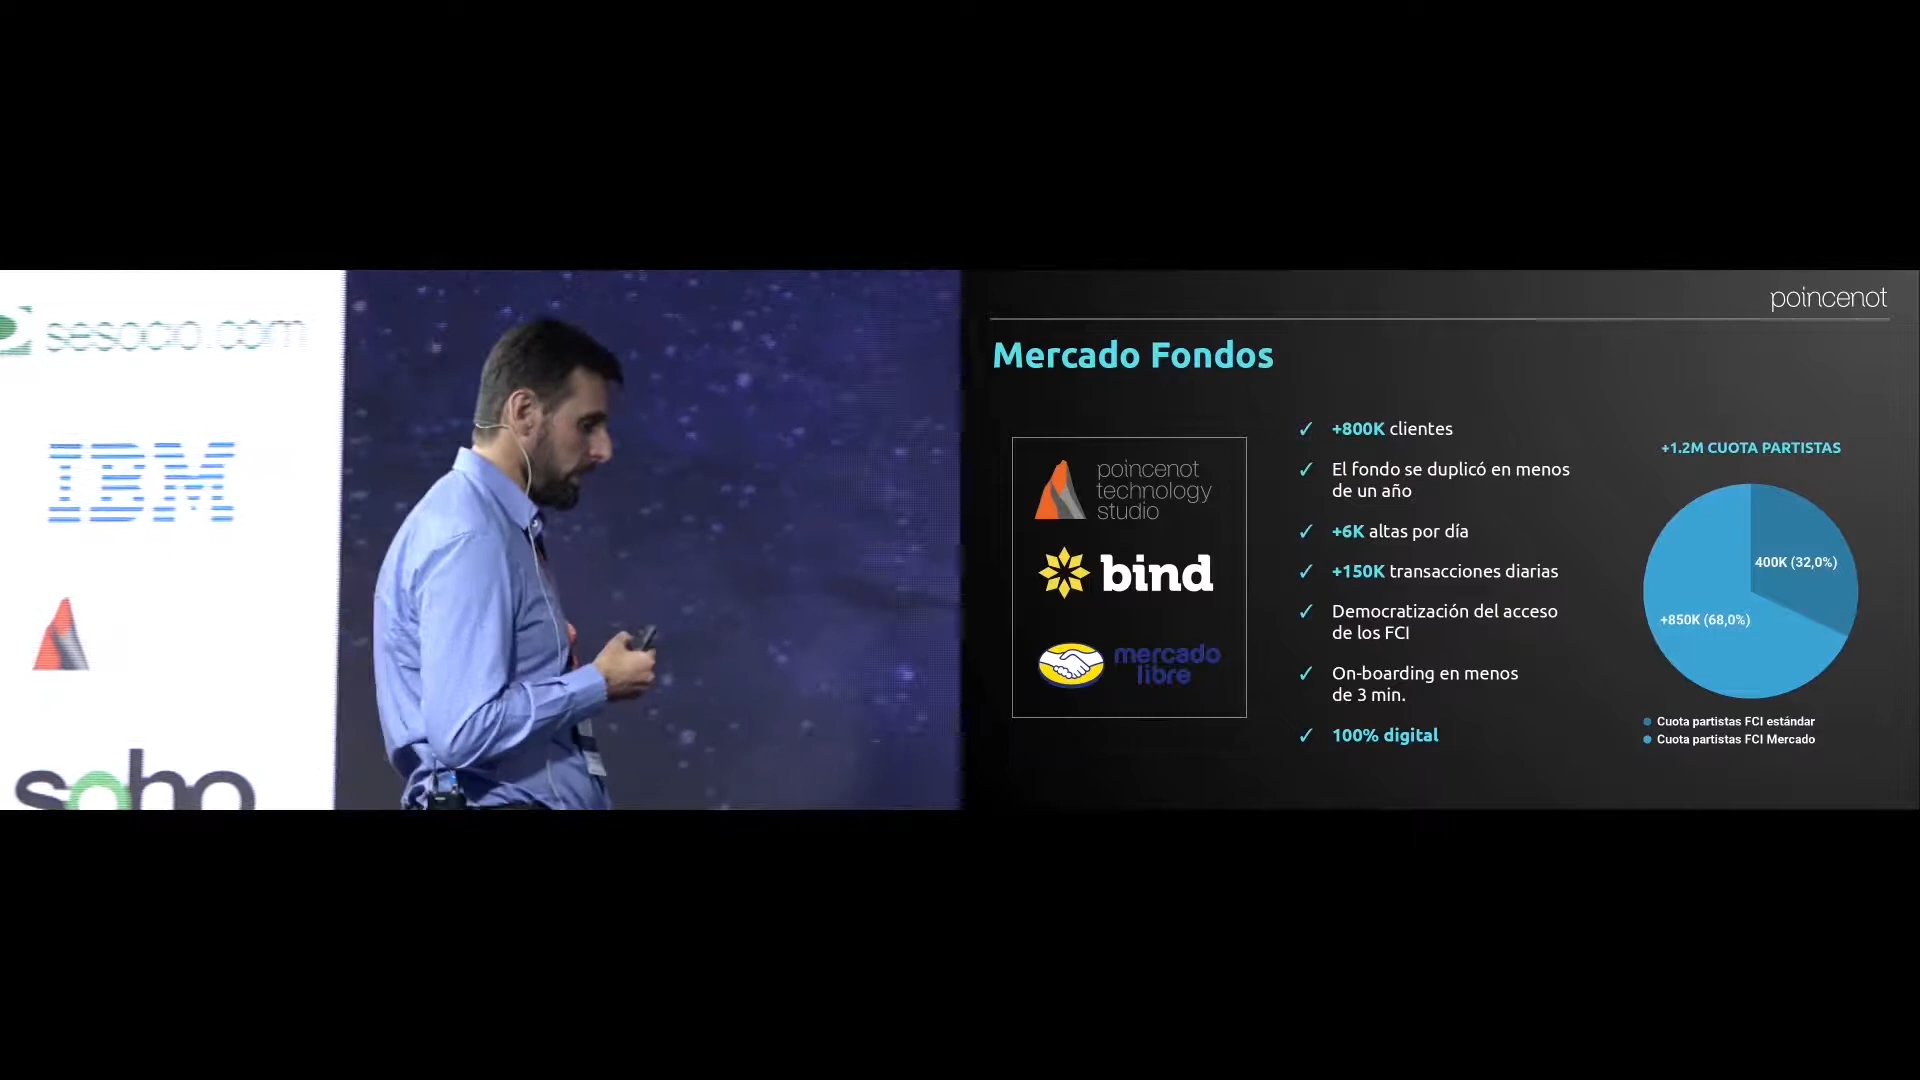 sesocio.com
IBM
soho
poincenot
Mercado Fondos
poincenot
technology
studio
bind
mercado
libre
✓ +800K clientes
✓ El fondo se duplicó en menos
de un año
✓ +6K altas por día
✓ +150K transacciones diarias
✓ Democratización del acceso
de los FCI
✓ On-boarding en menos
de 3 min.
✓ 100% digital
+1.2M CUOTA PARTISTAS
400K (32,0%)
+850K (68,0%)
Cuota partistas FCI estándar
Cuota partistas FCI Mercado